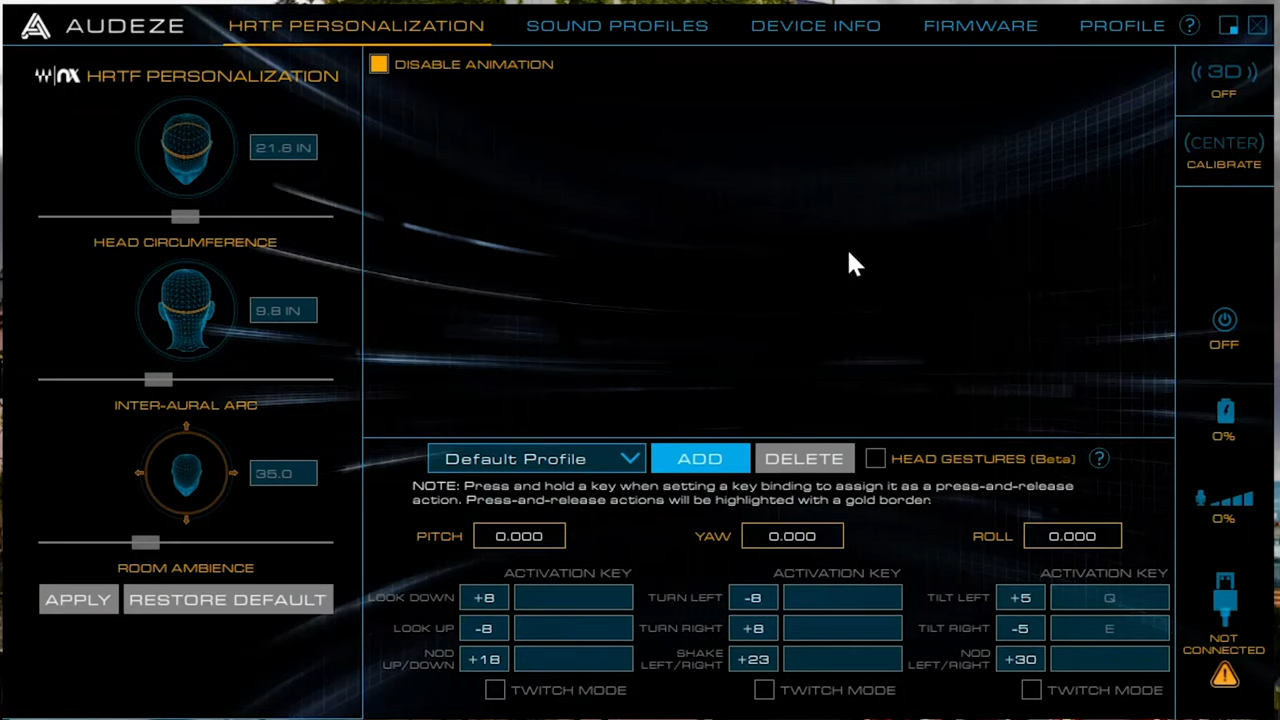 AUDEZE
HRTF PERSONALIZATION
SOUND PROFILES
DEVICE INFO
FIRMWARE
PROFILE
?
W|NX HRTF PERSONALIZATION
21.8 IN
HEAD CIRCUMFERENCE
9.8 IN
INTER-AURAL ARC
35.0
ROOM AMBIENCE
APPLY
RESTORE DEFAULT
DISABLE ANIMATION
((3D))
OFF
(CENTER)
CALIBRATE
OFF
0%
0%
NOT
CONNECTED
Default Profile
ADD
DELETE
HEAD GESTURES (Beta)
?
NOTE: Press and hold a key when setting a key binding to assign it as a press-and-release
action. Press-and-release actions will be highlighted with a gold border.
PITCH 0.000
YAW 0.000
ROLL 0.000
ACTIVATION KEY
ACTIVATION KEY
ACTIVATION KEY
LOOK DOWN +8
TURN LEFT -8
TILT LEFT +5 Q
LOOK UP -8
TURN RIGHT +8
TILT RIGHT -5 E
NOD
UP/DOWN +18
SHAKE
LEFT/RIGHT +23
NOD
LEFT/RIGHT +30
TWITCH MODE
TWITCH MODE
TWITCH MODE